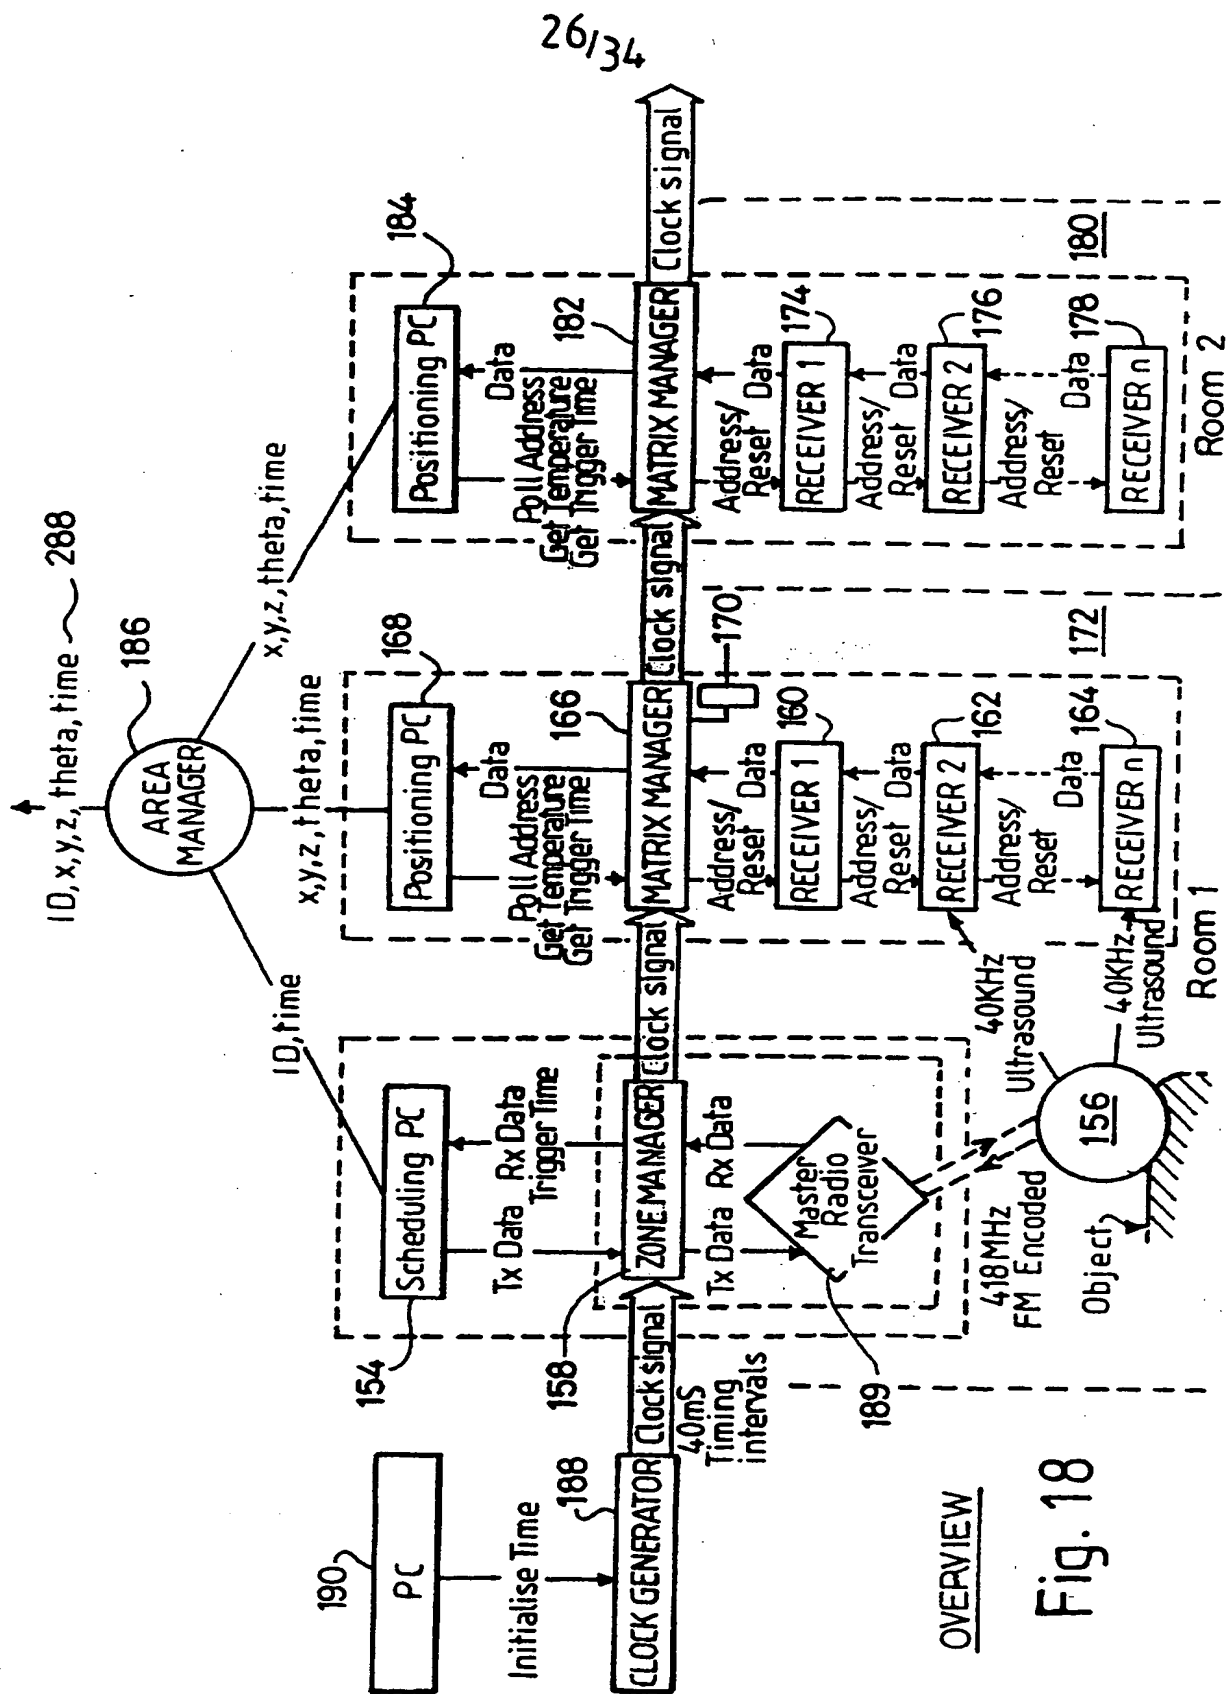 26/34
ID,x,y,z,theta,time
288
AREA
MANAGER
186
ID,time
x,y,z,theta,time
x,y,z,theta,time
190
PC
Initialise Time
188
CLOCK GENERATOR
Clock signal
40mS
Timing
intervals
154
Scheduling PC
Tx Data
Rx Data
Trigger Time
158
ZONE MANAGER
Clock signal
Tx Data
Rx Data
Master
Radio
Transceiver
189
418MHz
FM Encoded
Object
156
40KHz
Ultrasound
40KHz
Ultrasound
168
Positioning PC
Poll Address
Get Temperature
Get Trigger Time
Data
166
MATRIX MANAGER
Clock signal
170
Address/
Reset
Data
160
RECEIVER 1
Address/
Reset
Data
162
RECEIVER 2
Address/
Reset
Data
164
RECEIVER n
Room 1
172
184
Positioning PC
Poll Address
Get Temperature
Get Trigger Time
Data
182
MATRIX MANAGER
Clock signal
Address/
Reset
Data
174
RECEIVER 1
Address/
Reset
Data
176
RECEIVER 2
Address/
Reset
Data
178
RECEIVER n
Room 2
180
OVERVIEW
Fig. 18